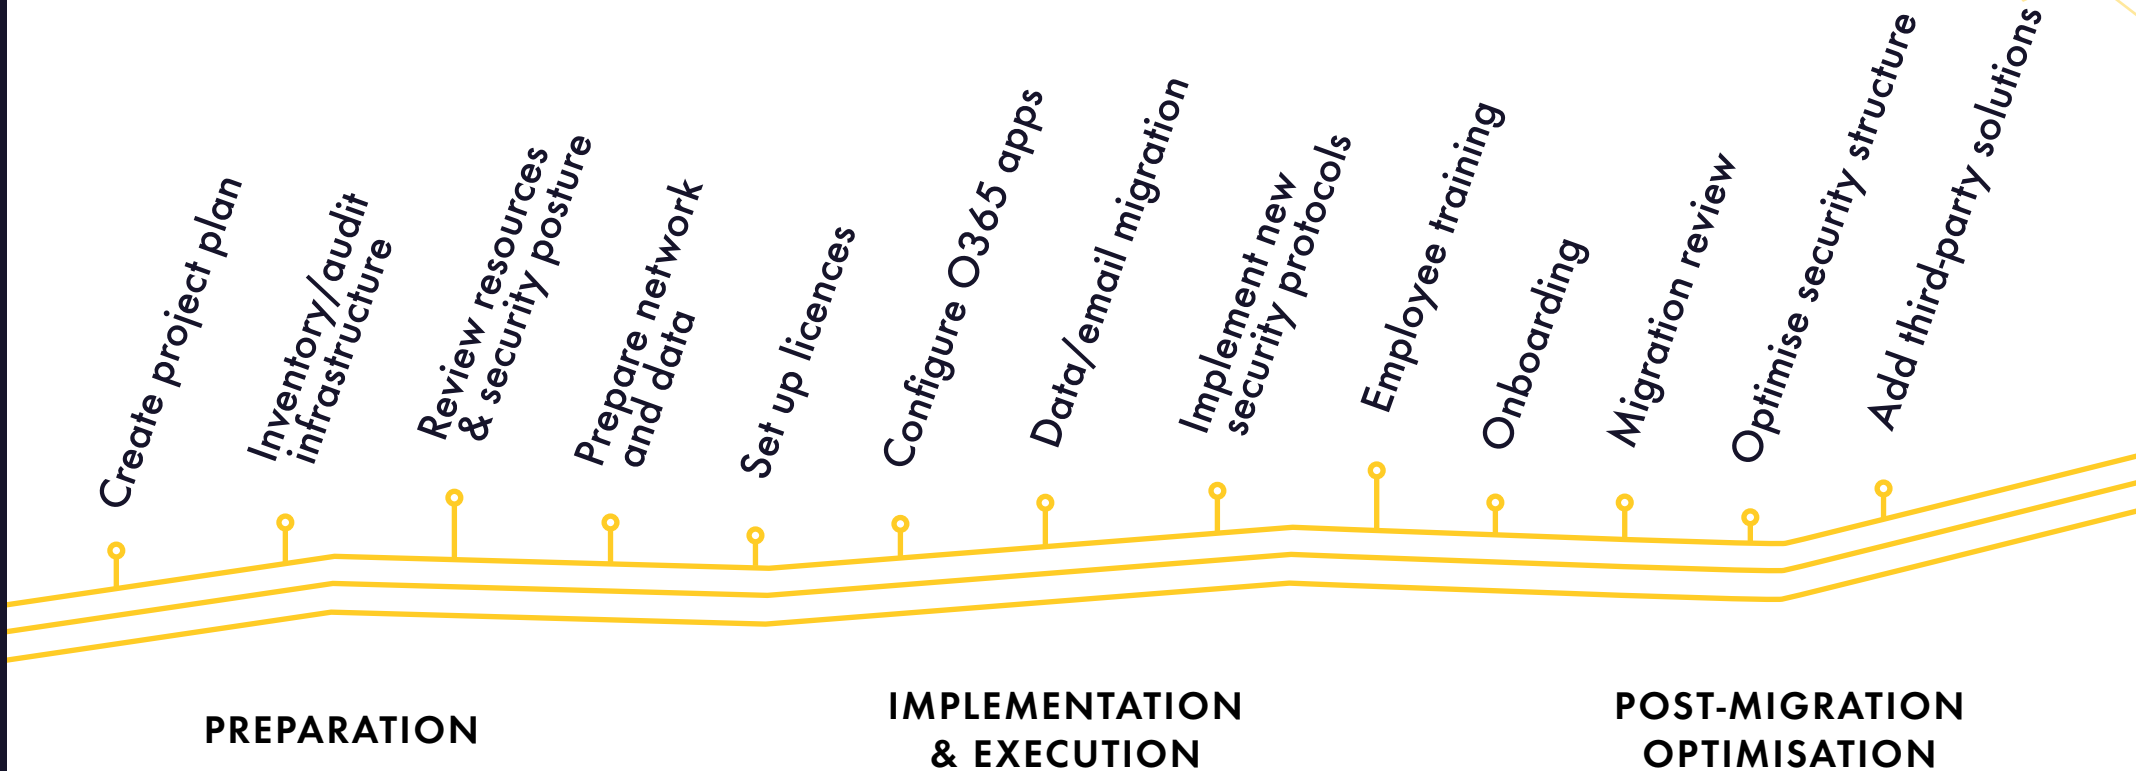 Create project plan
Inventory/audit
infrastructure
Review resources
& security posture
Prepare network
and data
Set up licences
Configure O365 apps
Data/email migration
Implement new
security protocols
Employee training
Onboarding
Migration review
Optimise security structure
Add third-party solutions
PREPARATION
IMPLEMENTATION
& EXECUTION
POST-MIGRATION
OPTIMISATION